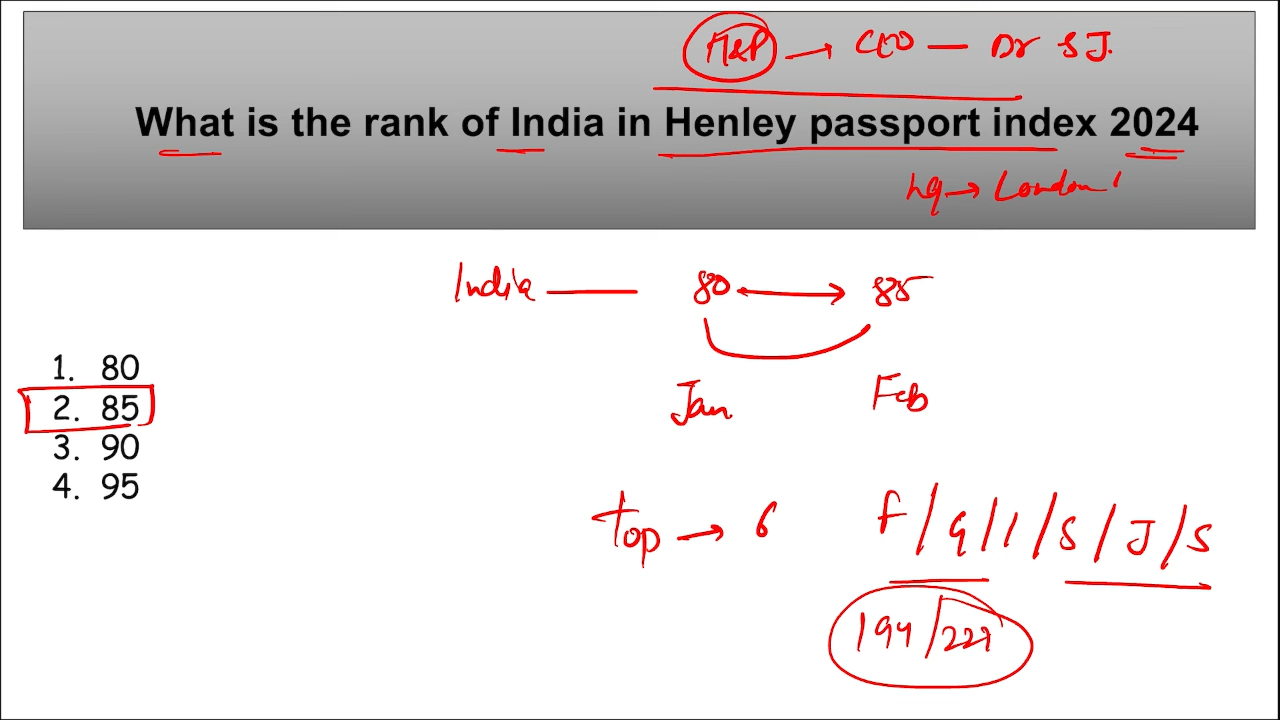 H&P → CEO — Dr S J.
What is the rank of India in Henley passport index 2024
hq → London
India — 80 ↔ 85
Jan Feb
1. 80
2. 85
3. 90
4. 95
Top → 6 F/G/I/S/J/S
194/227